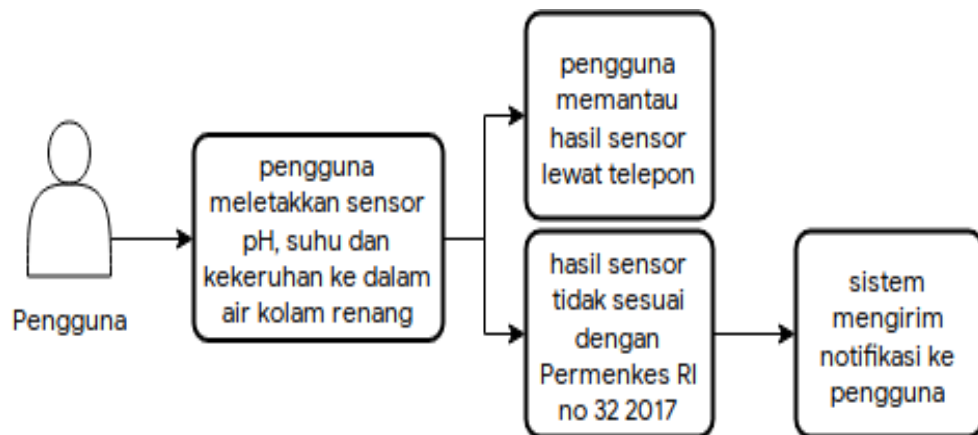 Pengguna
pengguna
meletakkan sensor
pH, suhu dan
kekeruhan ke dalam
air kolam renang
pengguna
memantau
hasil sensor
lewat telepon
hasil sensor
tidak sesuai
dengan
Permenkes RI
no 32 2017
sistem
mengirim
notifikasi ke
pengguna